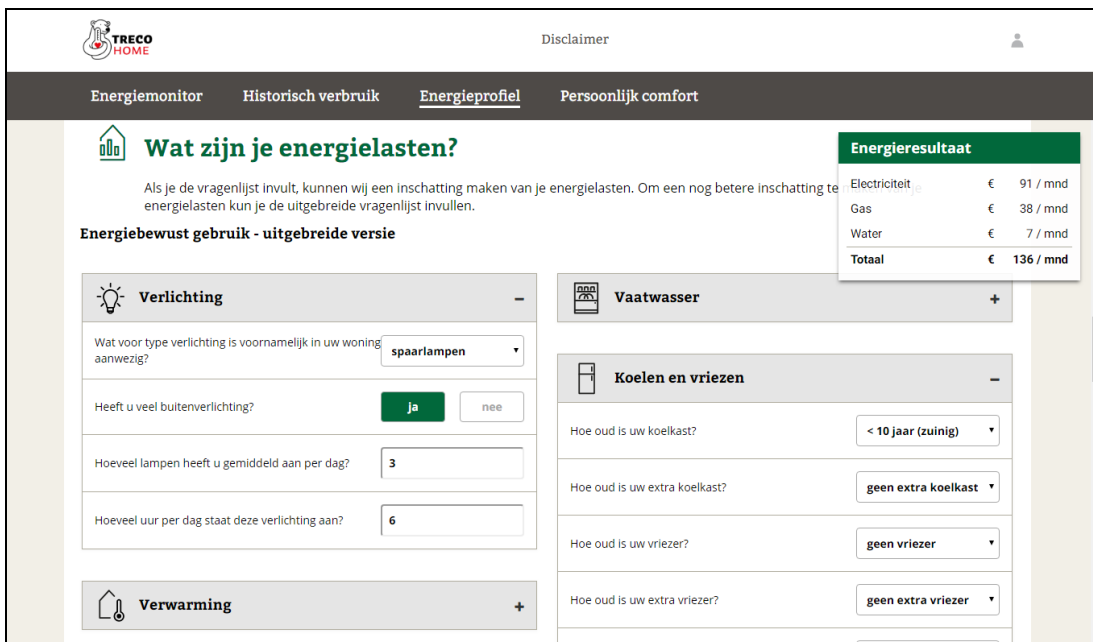 TRECO
HOME
Disclaimer
Energiemonitor
Historisch verbruik
Energieprofiel
Persoonlijk comfort
Wat zijn je energielasten?
Als je de vragenlijst invult, kunnen wij een inschatting maken van je energielasten. Om een nog betere inschatting te
energielasten kun je de uitgebreide vragenlijst invullen.
Energiebewust gebruik - uitgebreide versie
Energieresultaat
Electriciteit € 91 / mnd
Gas € 38 / mnd
Water € 7 / mnd
Totaal € 136 / mnd
Verlichting −
Wat voor type verlichting is voornamelijk in uw woning
aanwezig?
spaarlampen
Heeft u veel buitenverlichting? ja nee
Hoeveel lampen heeft u gemiddeld aan per dag? 3
Hoeveel uur per dag staat deze verlichting aan? 6
Verwarming +
Vaatwasser +
Koelen en vriezen −
Hoe oud is uw koelkast? < 10 jaar (zuinig)
Hoe oud is uw extra koelkast? geen extra koelkast
Hoe oud is uw vriezer? geen vriezer
Hoe oud is uw extra vriezer? geen extra vriezer